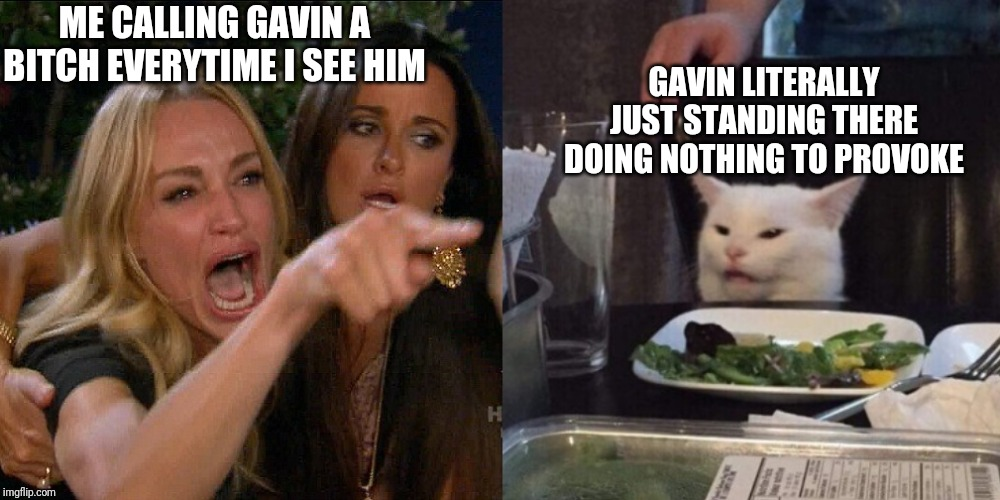 ME CALLING GAVIN A
BITCH EVERYTIME I SEE HIM
GAVIN LITERALLY
JUST STANDING THERE
DOING NOTHING TO PROVOKE
H
imgflip.com